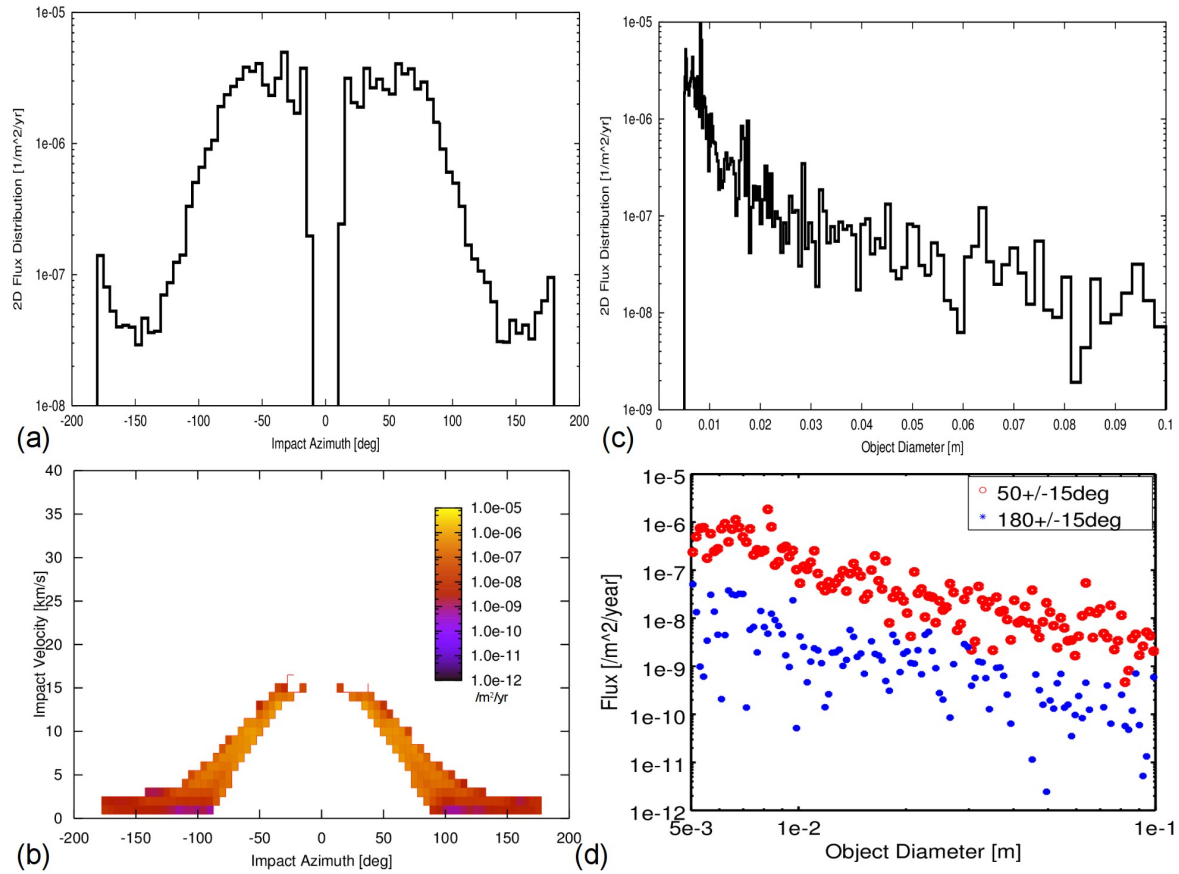 1e-05
1e-06
1e-07
1e-08
2D Flux Distribution [1/m^2/yr]
-200 -150 -100 -50 0 50 100 150 200
Impact Azimuth [deg]
(a)
1e-05
1e-06
1e-07
1e-08
1e-09
2D Flux Distribution [1/m^2/yr]
0 0.01 0.02 0.03 0.04 0.05 0.06 0.07 0.08 0.09 0.1
Object Diameter [m]
(c)
40
35
30
25
20
15
10
5
0
Impact Velocity [km/s]
1.0e-05
1.0e-06
1.0e-07
1.0e-08
1.0e-09
1.0e-10
1.0e-11
1.0e-12
/m²/yr
-200 -150 -100 -50 0 50 100 150 200
Impact Azimuth [deg]
(b)
1e-5
1e-6
1e-7
1e-8
1e-9
1e-10
1e-11
1e-12
Flux [/m^2/year]
50+/-15deg
180+/-15deg
5e-3 1e-2 1e-1
Object Diameter [m]
(d)